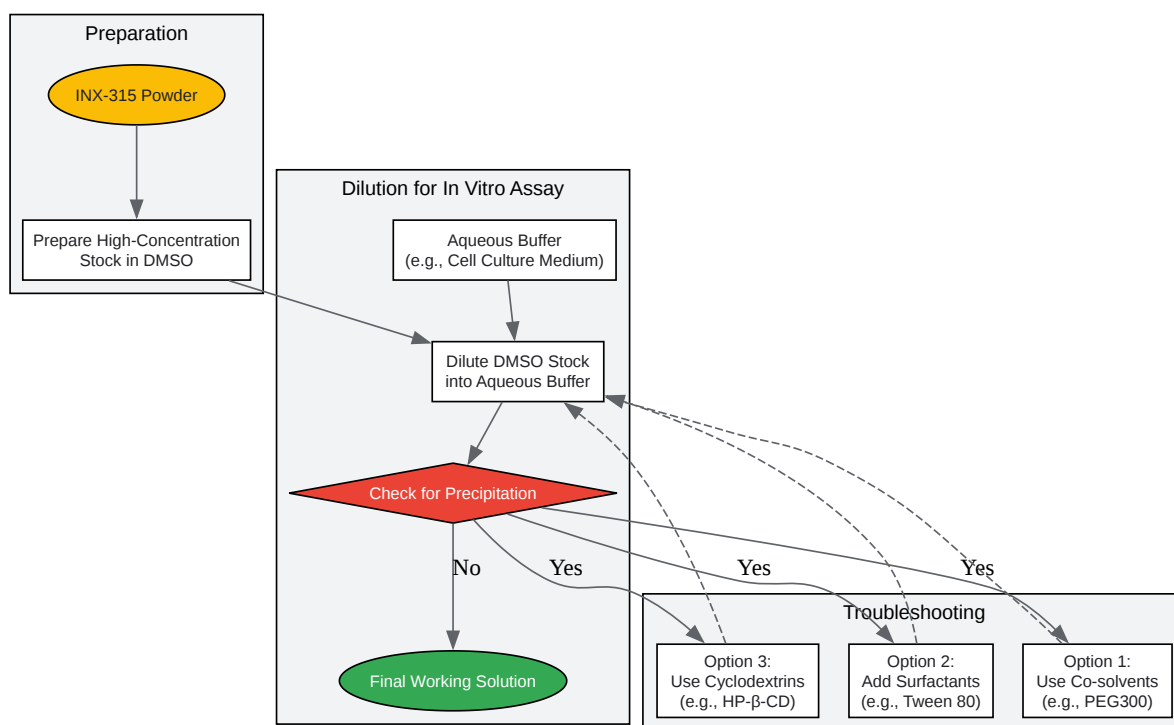 Preparation
INX-315 Powder
Prepare High-Concentration
Stock in DMSO
Dilution for In Vitro Assay
Aqueous Buffer
(e.g., Cell Culture Medium)
Dilute DMSO Stock
into Aqueous Buffer
Check for Precipitation
No
Yes
Yes
Yes
Final Working Solution
Troubleshooting
Option 3:
Use Cyclodextrins
(e.g., HP-β-CD)
Option 2:
Add Surfactants
(e.g., Tween 80)
Option 1:
Use Co-solvents
(e.g., PEG300)